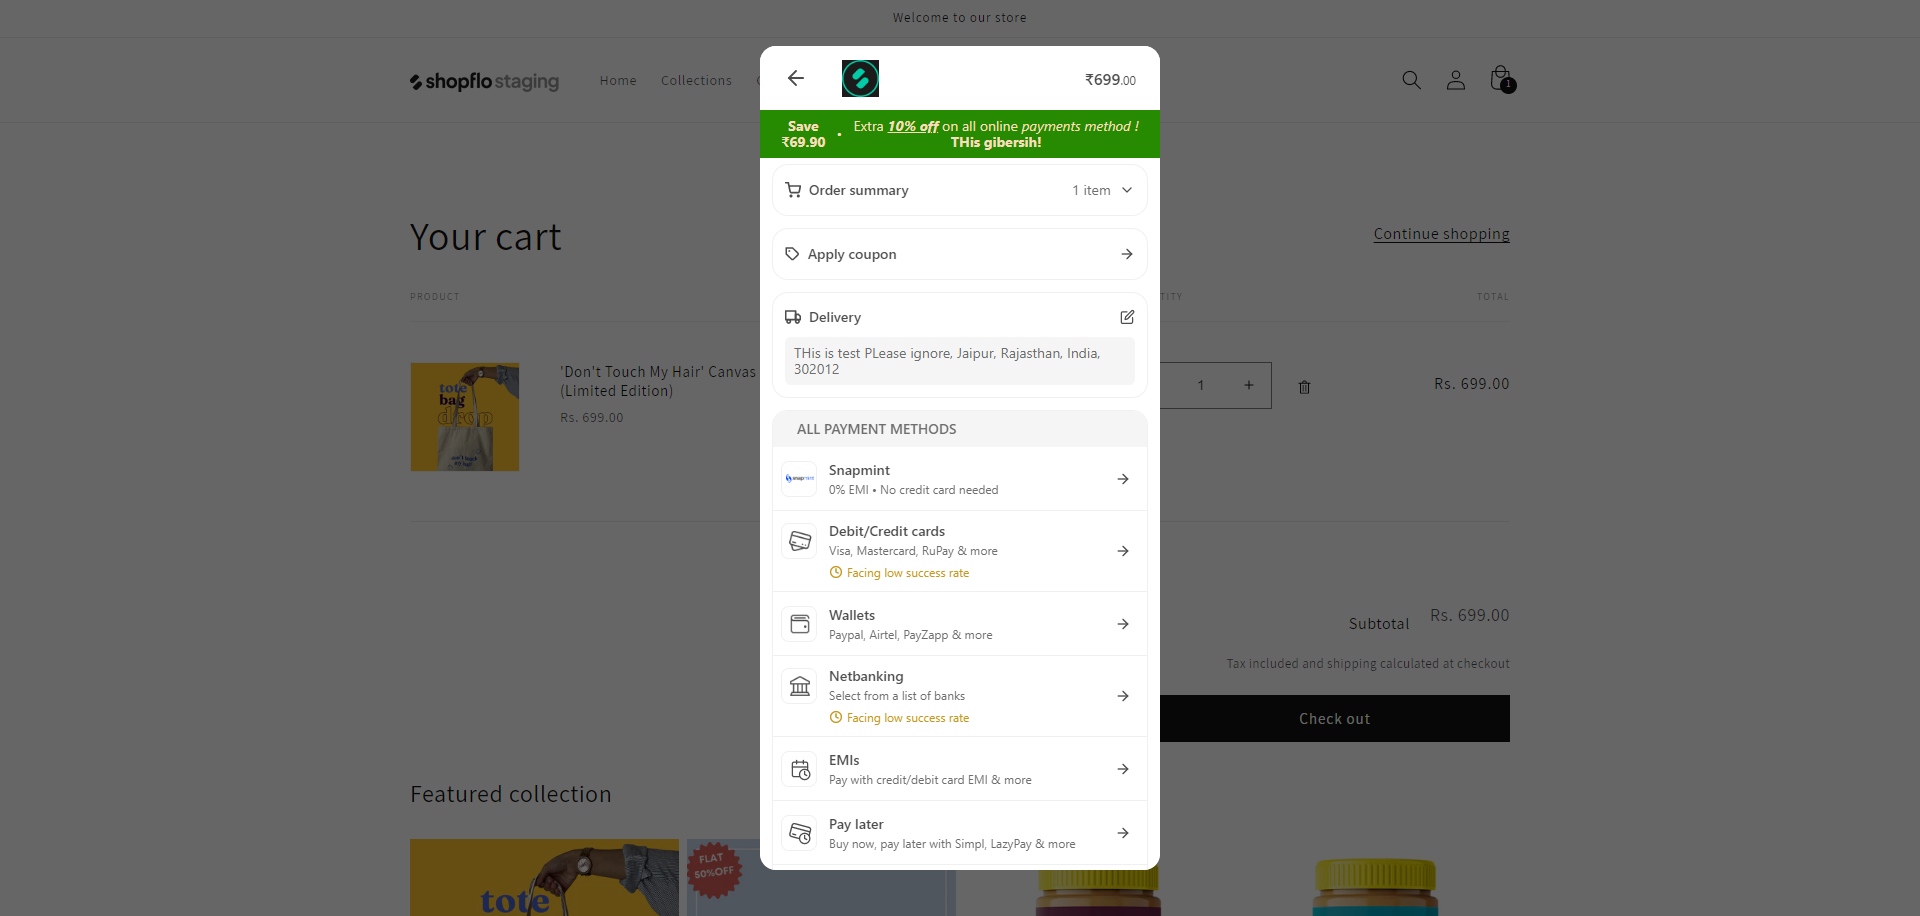 Welcome to our store
shopflo staging
Home
Collections
1
₹699.00
Save
₹69.90
•
Extra 10% off on all online payments method !
THis gibersih!
Order summary
1 item
Apply coupon
Delivery
THis is test PLease ignore, Jaipur, Rajasthan, India,
302012
ALL PAYMENT METHODS
Snapmint
0% EMI • No credit card needed
Debit/Credit cards
Visa, Mastercard, RuPay & more
Facing low success rate
Wallets
Paypal, Airtel, PayZapp & more
Netbanking
Select from a list of banks
Facing low success rate
EMIs
Pay with credit/debit card EMI & more
Pay later
Buy now, pay later with Simpl, LazyPay & more
Your cart
Continue shopping
PRODUCT
TITY
TOTAL
tote
bag
drop
'Don't Touch My Hair' Canvas
(Limited Edition)
Rs. 699.00
1
+
Rs. 699.00
Subtotal
Rs. 699.00
Tax included and shipping calculated at checkout
Check out
Featured collection
tote
FLAT
50%OFF